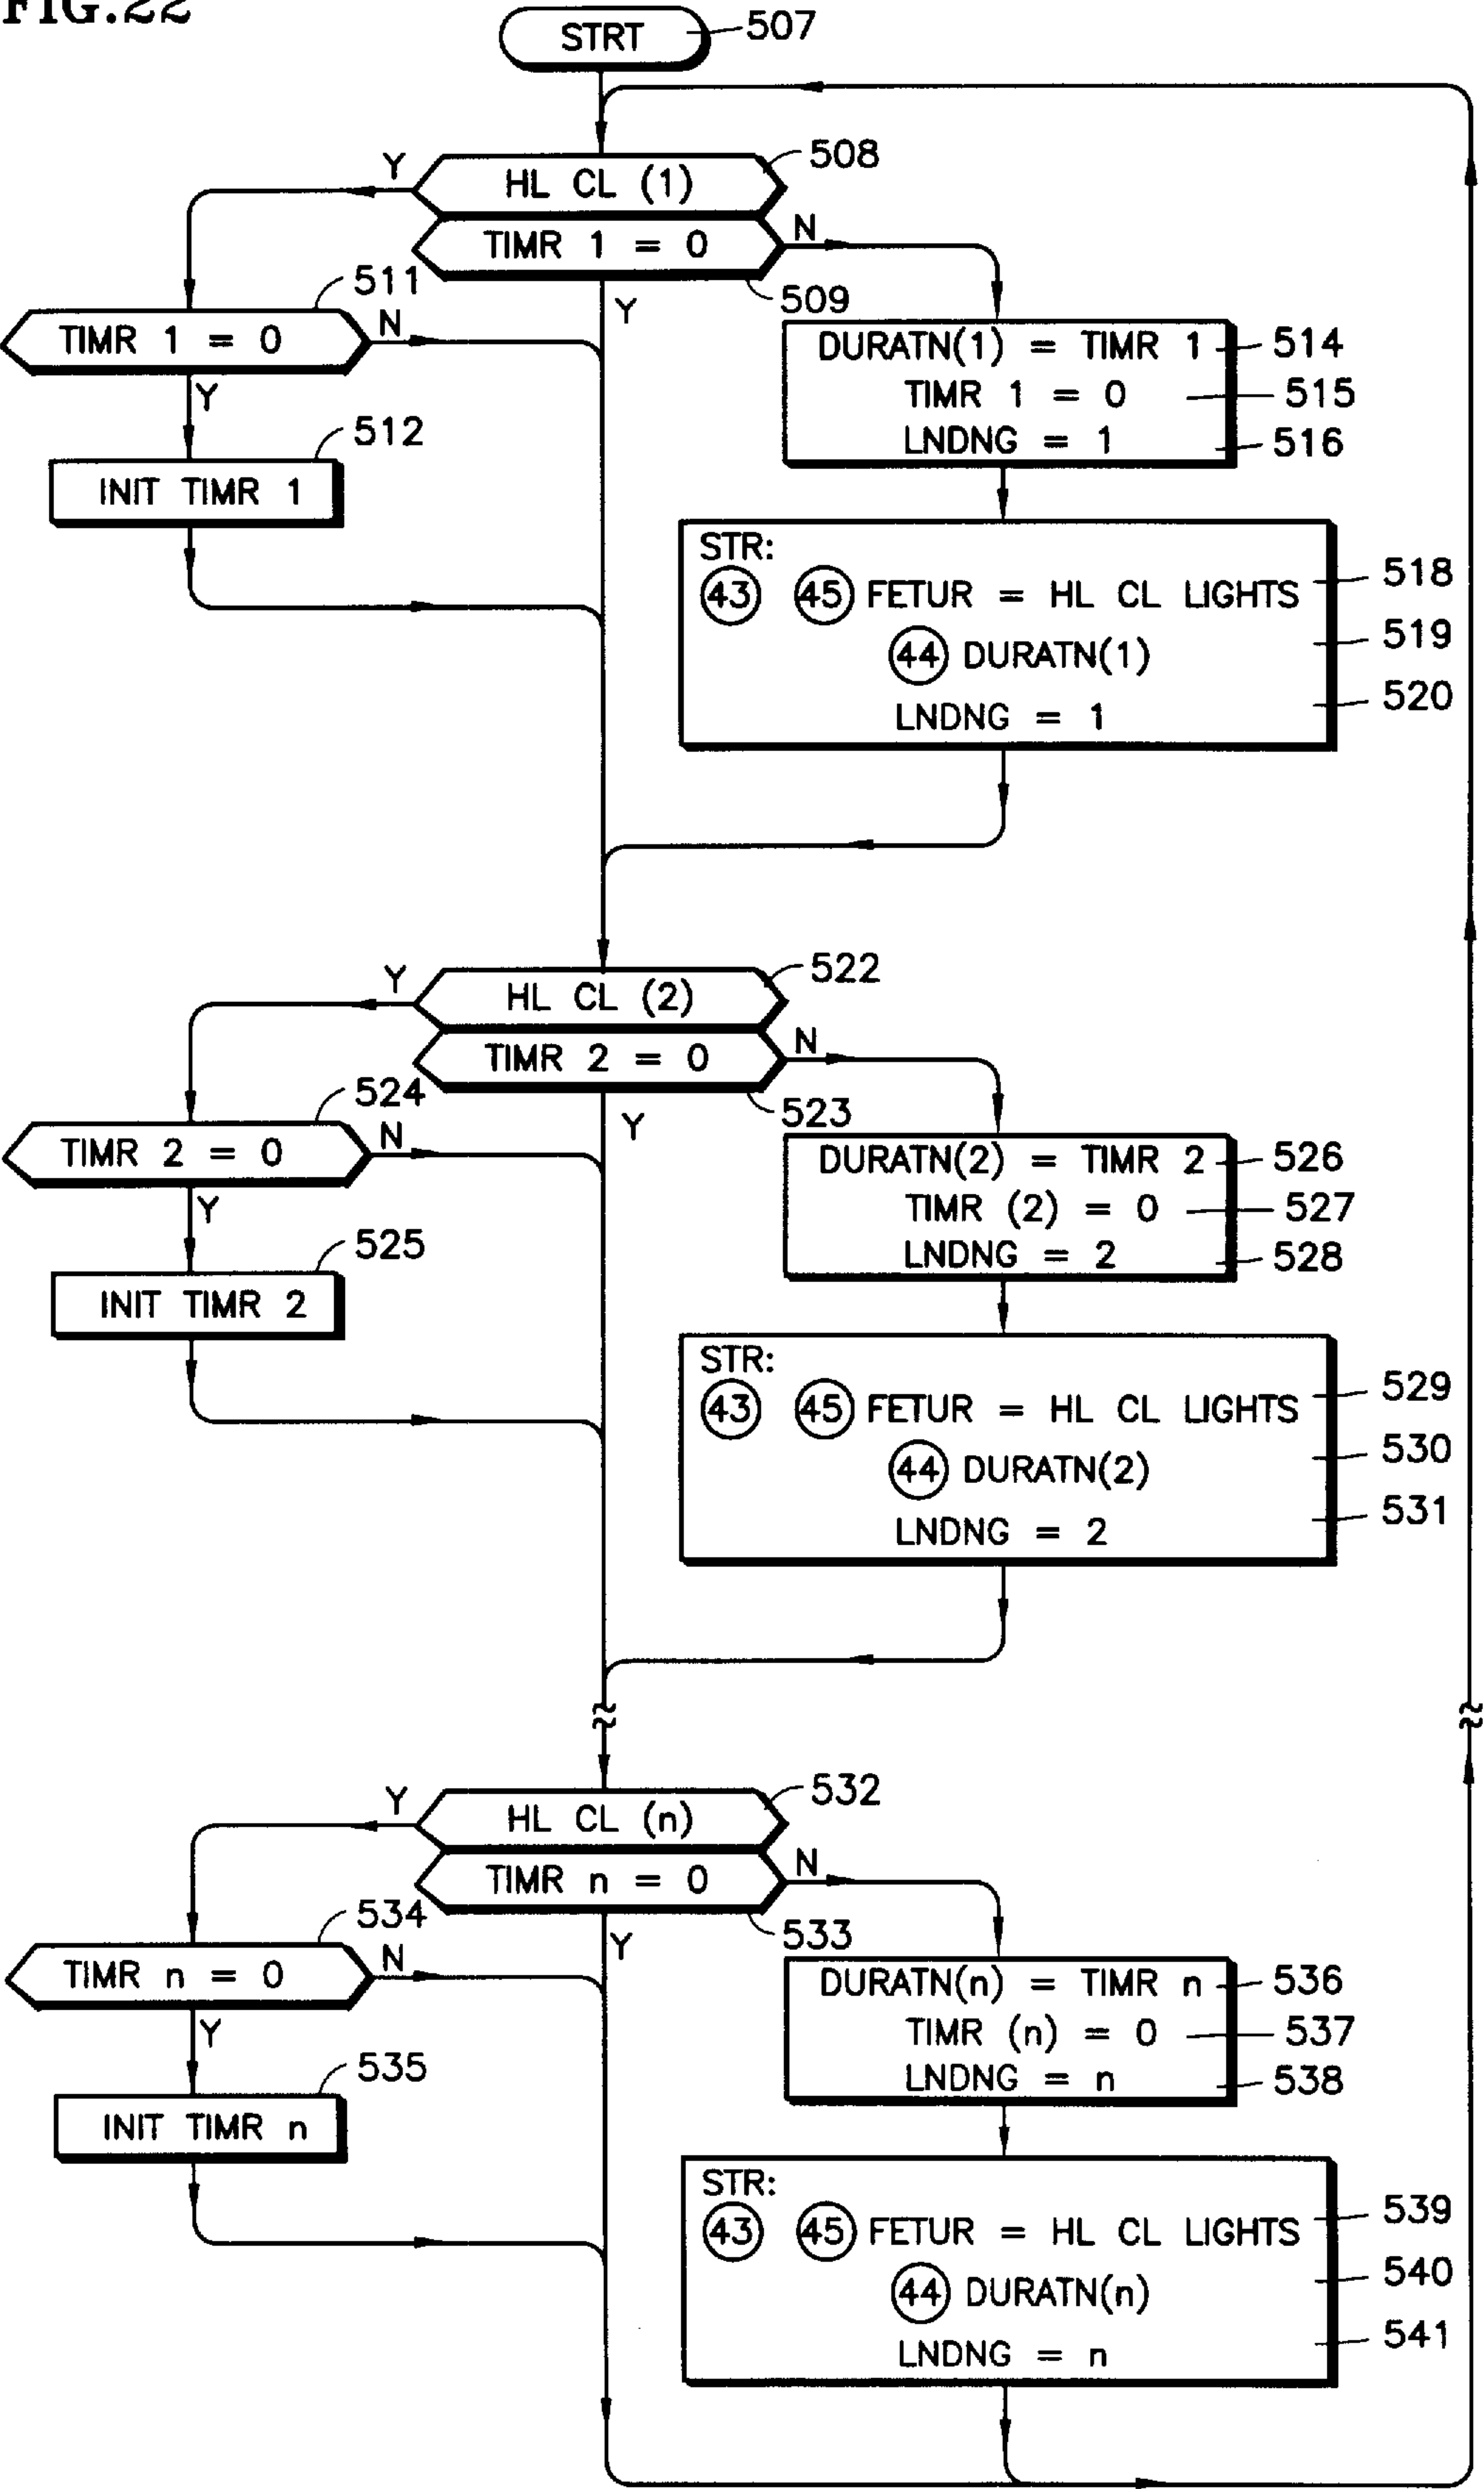 FIG.22
STRT 507
Y HL CL (1) 508
TIMR 1 = 0 N
509
Y
511
TIMR 1 = 0 N
Y
512
INIT TIMR 1
DURATN(1) = TIMR 1 514
TIMR 1 = 0 515
LNDNG = 1 516
STR:
43 45 FETUR = HL CL LIGHTS 518
44 DURATN(1) 519
LNDNG = 1 520
Y HL CL (2) 522
TIMR 2 = 0 N
523
Y
524
TIMR 2 = 0 N
Y
525
INIT TIMR 2
DURATN(2) = TIMR 2 526
TIMR (2) = 0 527
LNDNG = 2 528
STR:
43 45 FETUR = HL CL LIGHTS 529
44 DURATN(2) 530
LNDNG = 2 531
Y HL CL (n) 532
TIMR n = 0 N
533
Y
534
TIMR n = 0 N
Y
535
INIT TIMR n
DURATN(n) = TIMR n 536
TIMR (n) = 0 537
LNDNG = n 538
STR:
43 45 FETUR = HL CL LIGHTS 539
44 DURATN(n) 540
LNDNG = n 541